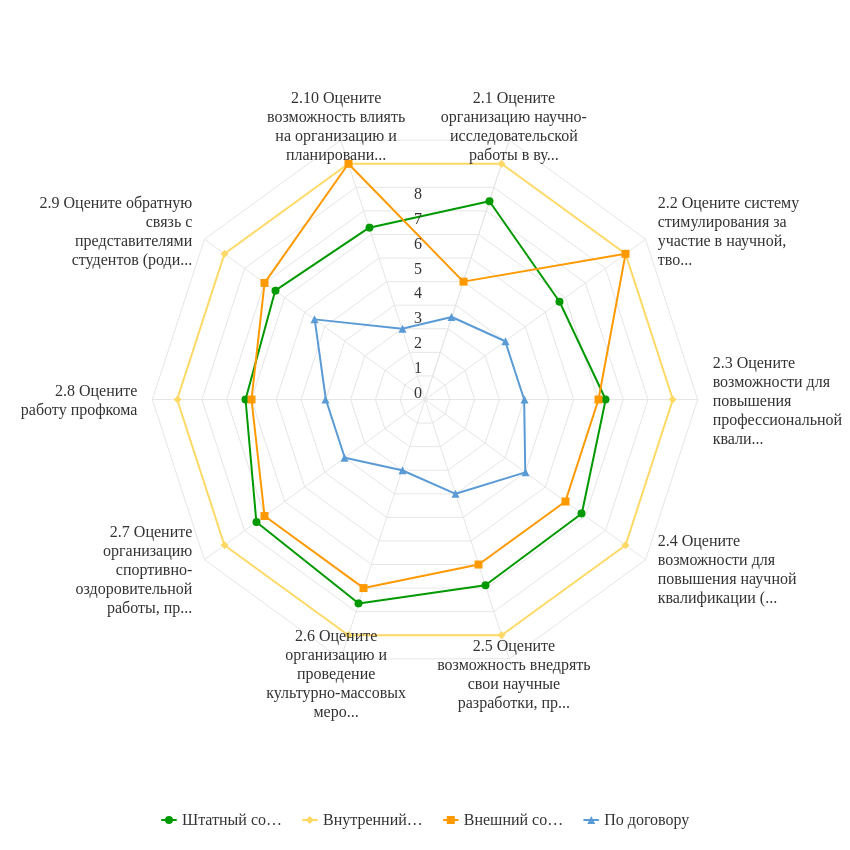 2.10 Оцените
возможность влиять
на организацию и
планировани...
2.1 Оцените
организацию научно-
исследовательской
работы в ву...
2.2 Оцените систему
стимулирования за
участие в научной,
тво...
2.3 Оцените
возможности для
повышения
профессиональной
квали...
2.4 Оцените
возможности для
повышения научной
квалификации (...
2.5 Оцените
возможность внедрять
свои научные
разработки, пр...
2.6 Оцените
организацию и
проведение
культурно-массовых
меро...
2.7 Оцените
организацию
спортивно-
оздоровительной
работы, пр...
2.8 Оцените
работу профкома
2.9 Оцените обратную
связь с
представителями
студентов (роди...
8
7
6
5
4
3
2
1
0
Штатный со… Внутренний… Внешний со… По договору